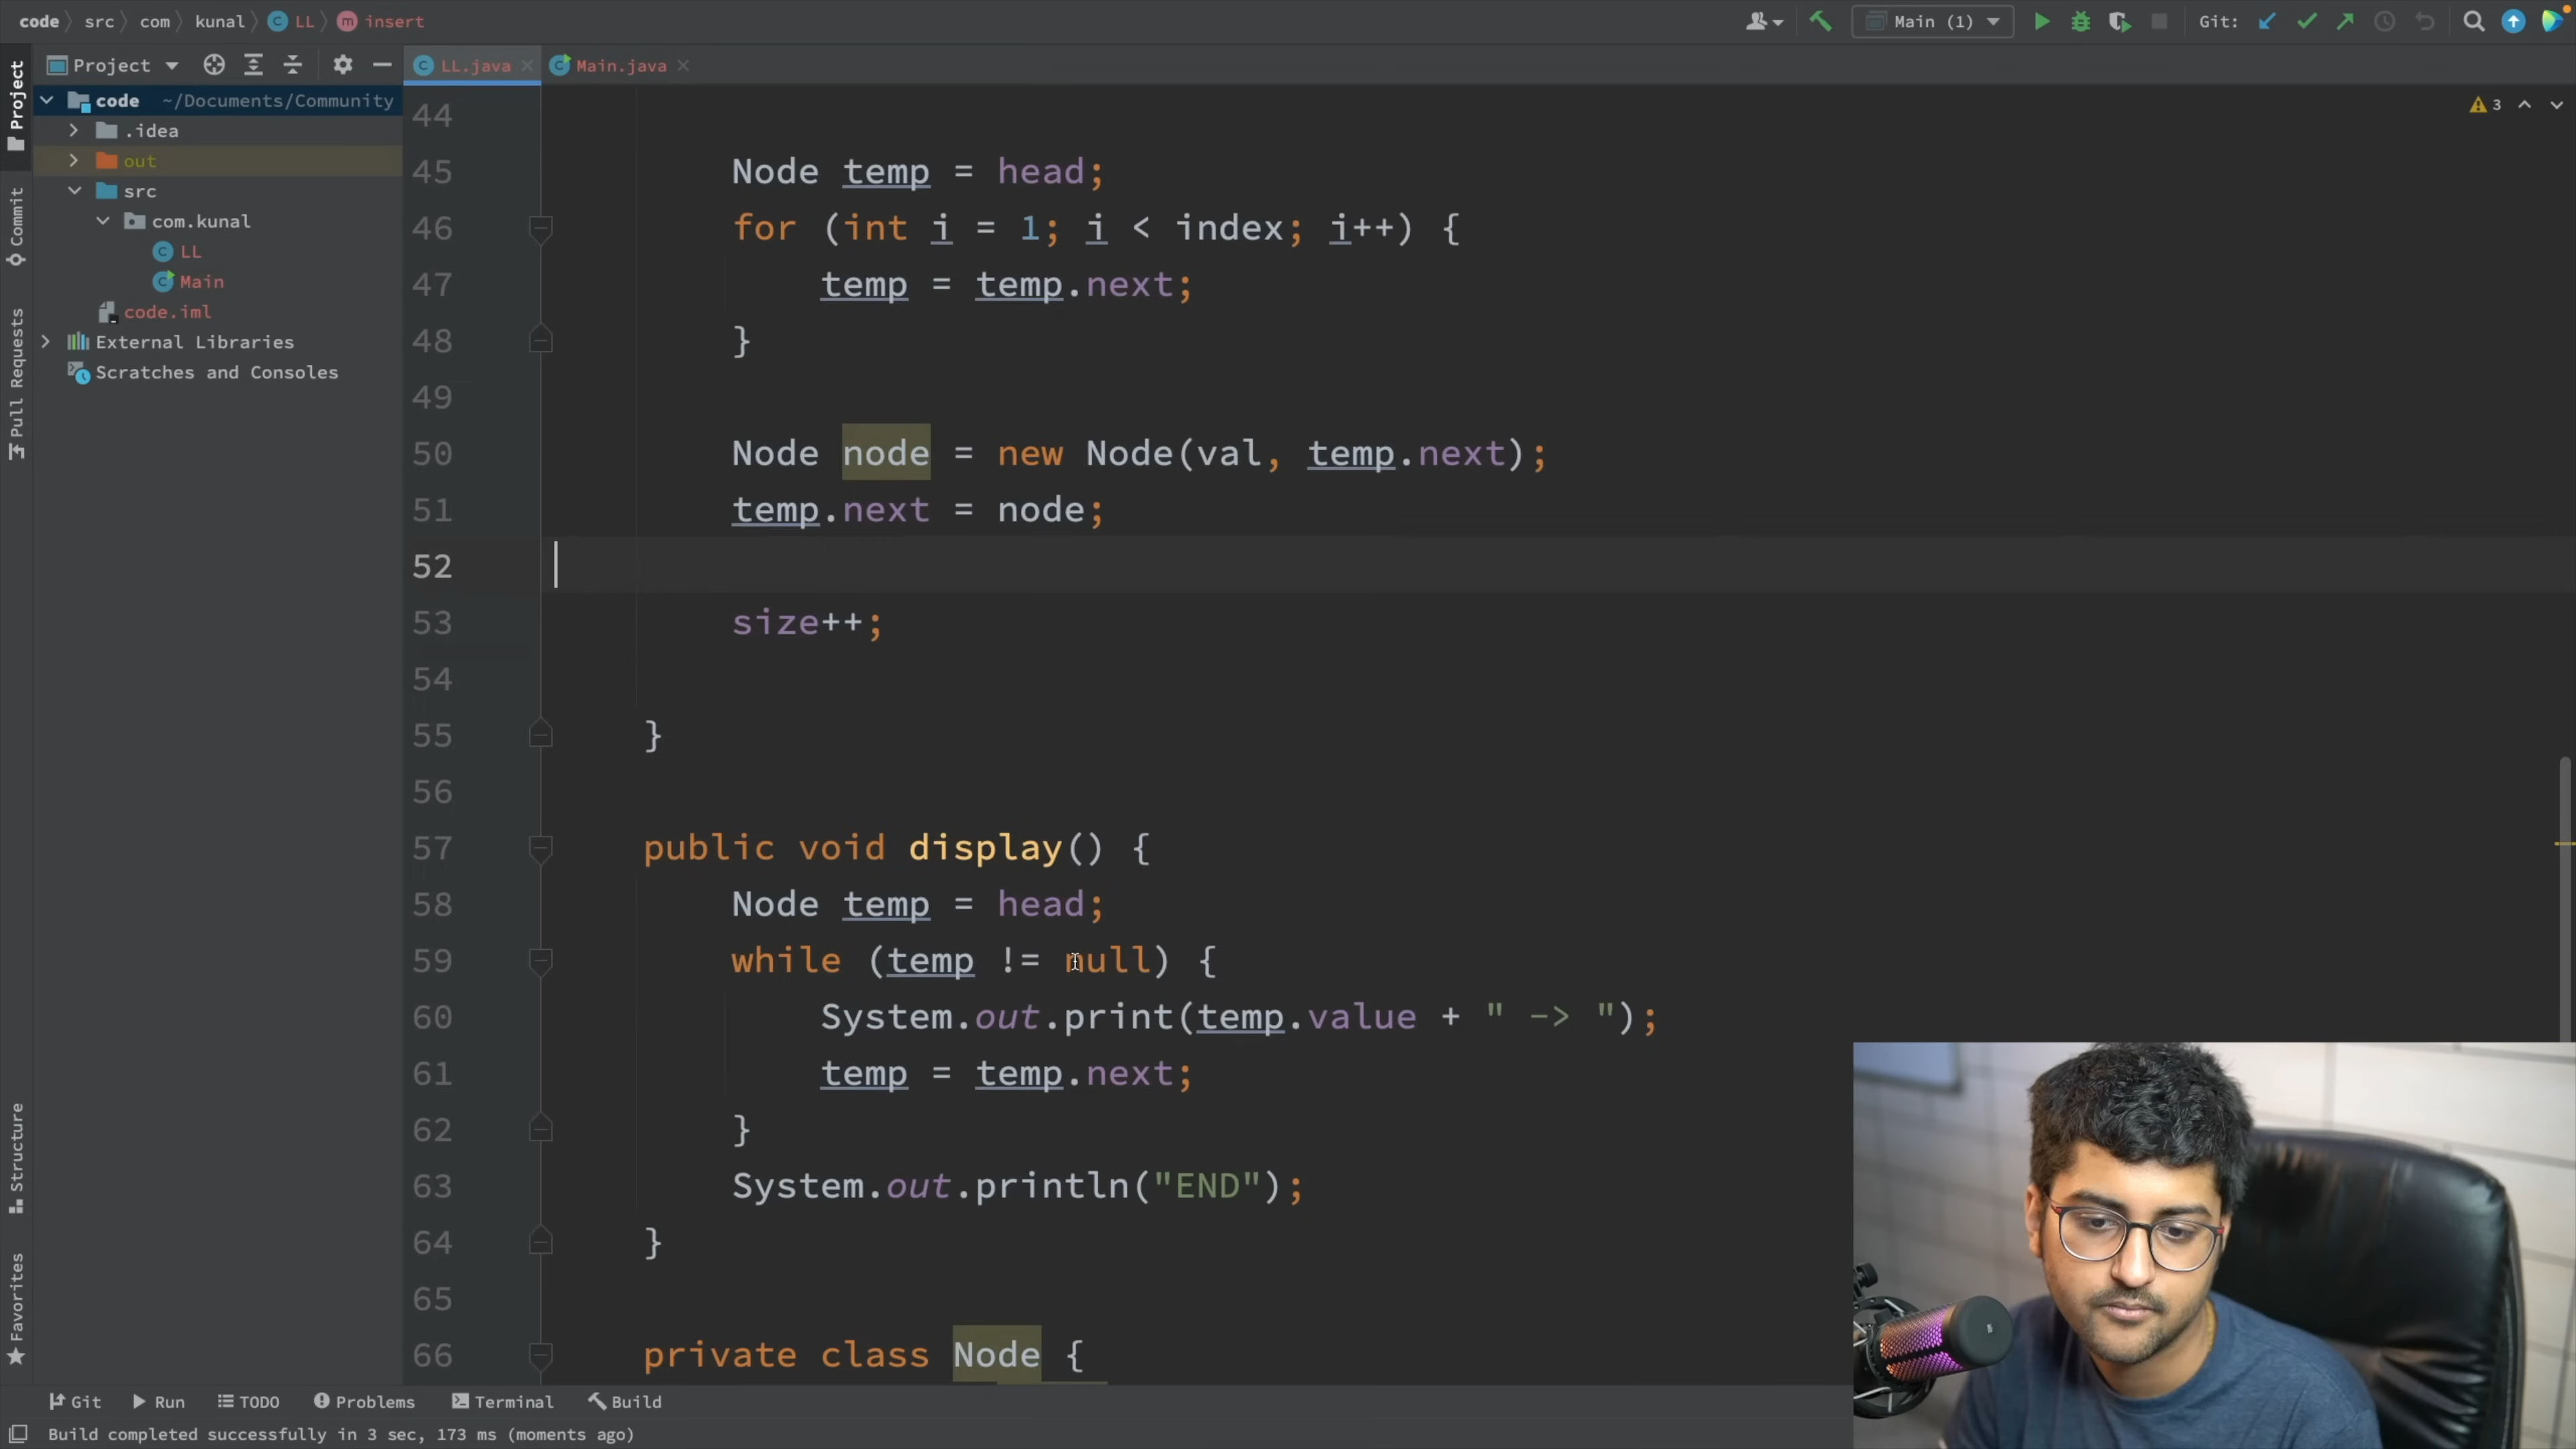 code src com kunal LL insert Main (1) Git:
Project LL.java Main.java
code ~/Documents/Community
.idea
out
src
com.kunal
LL
Main
code.iml
External Libraries
Scratches and Consoles
Project
Commit
Pull Requests
Structure
Favorites
3
44
45 Node temp = head;
46 for (int i = 1; i < index; i++) {
47 temp = temp.next;
48 }
49
50 Node node = new Node(val, temp.next);
51 temp.next = node;
52
53 size++;
54
55 }
56
57 public void display() {
58 Node temp = head;
59 while (temp != null) {
60 System.out.print(temp.value + " -> ");
61 temp = temp.next;
62 }
63 System.out.println("END");
64 }
65
66 private class Node {
Git Run TODO Problems Terminal Build
Build completed successfully in 3 sec, 173 ms (moments ago)